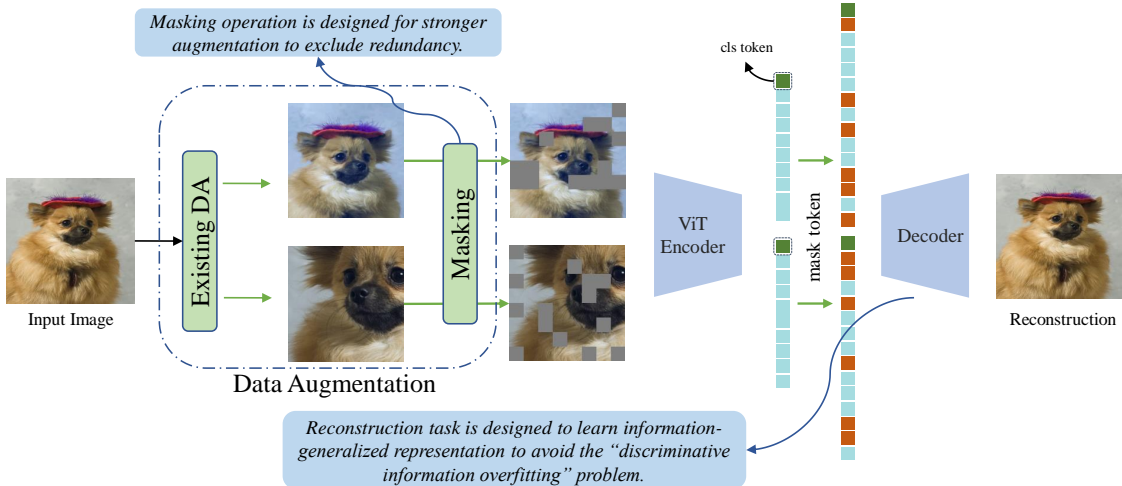 Masking operation is designed for stronger
augmentation to exclude redundancy.
cls token
Existing DA
Masking
ViT
Encoder
mask token
Decoder
Input Image
Reconstruction
Data Augmentation
Reconstruction task is designed to learn information-
generalized representation to avoid the “discriminative
information overfitting” problem.